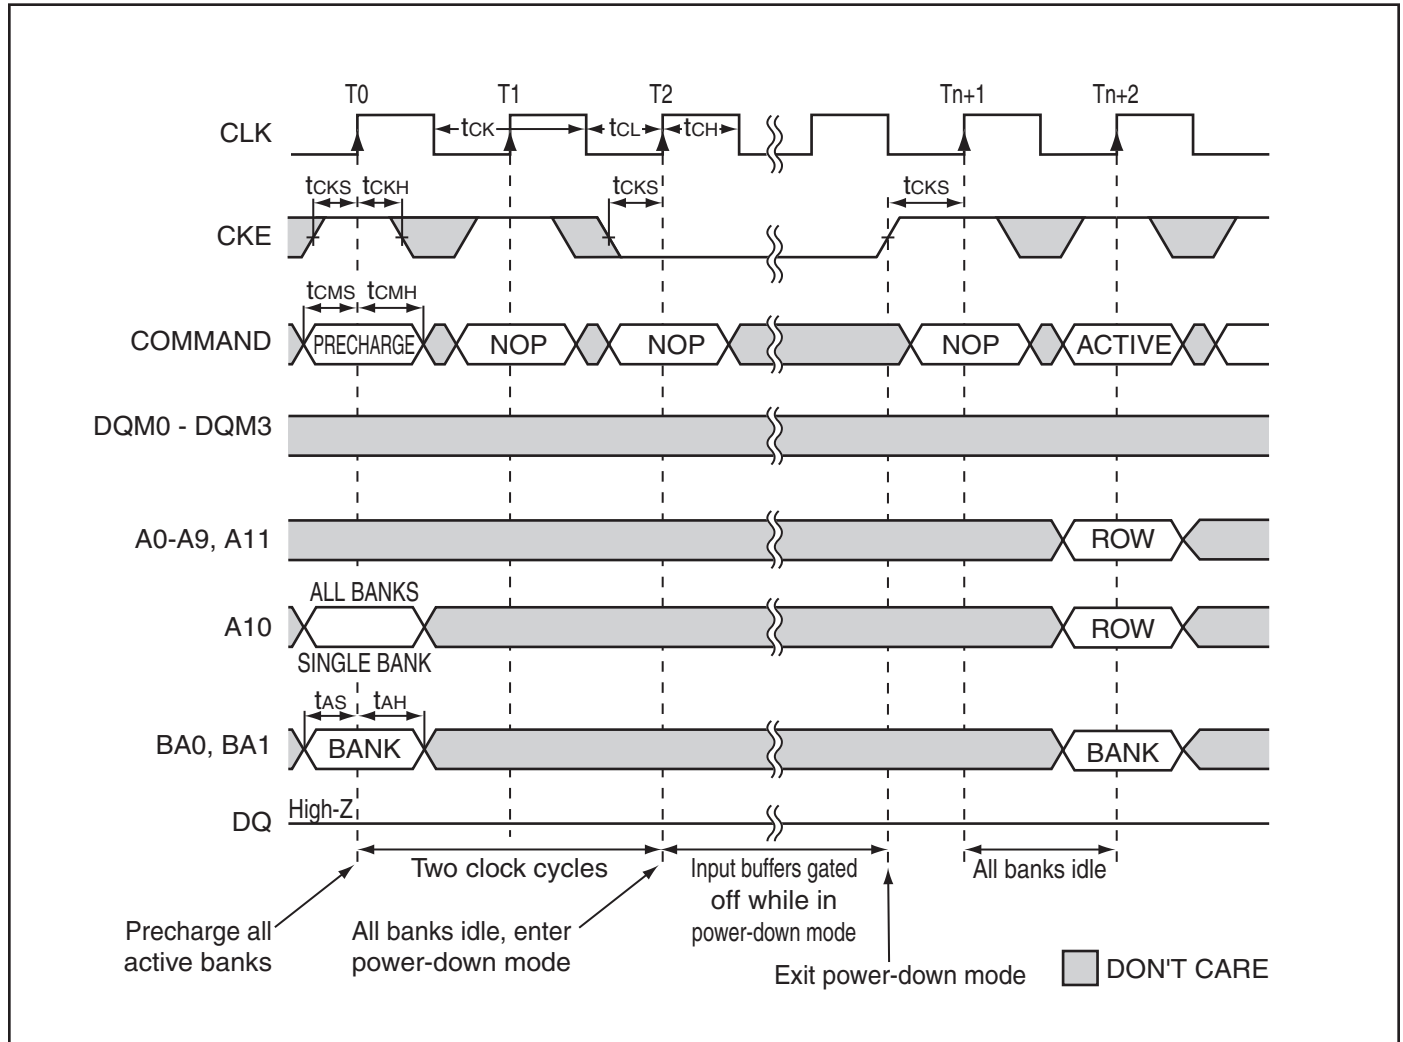 T0 T1 T2 Tn+1 Tn+2
CLK tCK tCL tCH
tCKS tCKH tCKS tCKS
CKE
tCMS tCMH
COMMAND PRECHARGE NOP NOP NOP ACTIVE
DQM0 - DQM3
A0-A9, A11 ROW
ALL BANKS
A10 ROW
SINGLE BANK
tAS tAH
BA0, BA1 BANK BANK
High-Z
DQ
Two clock cycles
Input buffers gated
off while in
power-down mode
All banks idle
Precharge all
active banks
All banks idle, enter
power-down mode
Exit power-down mode
DON'T CARE